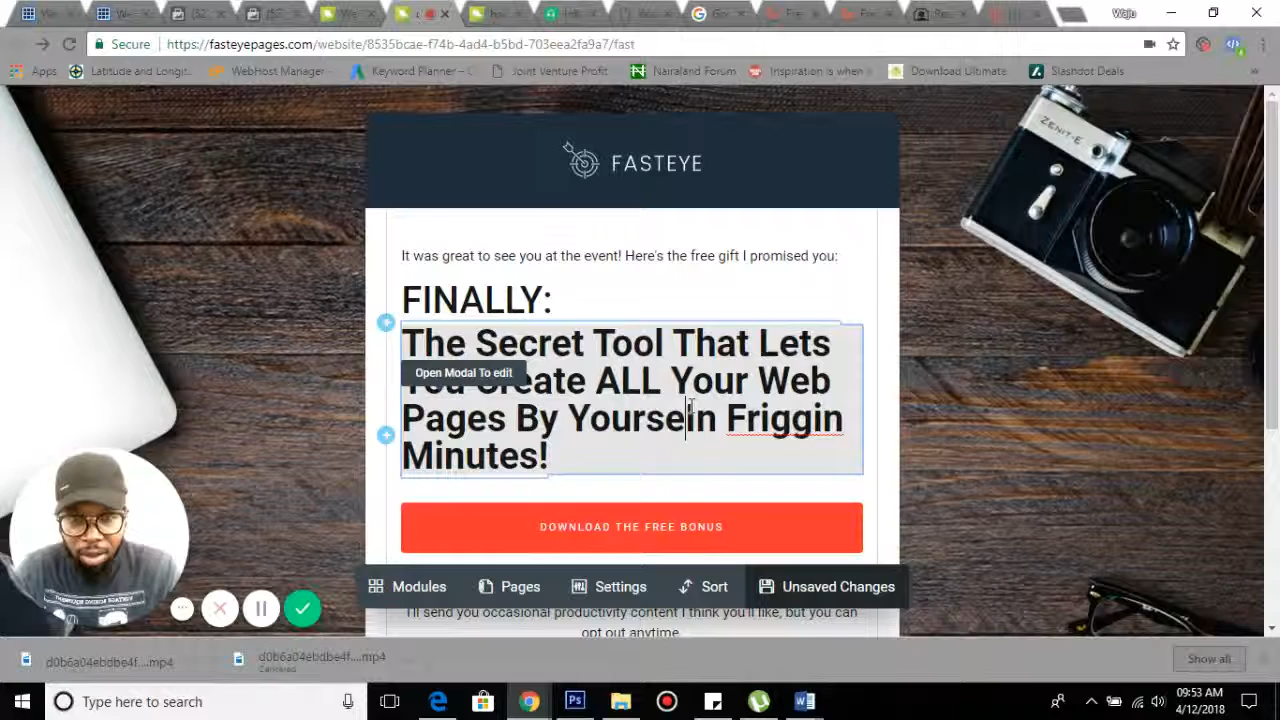 Waju
Secure https://fasteyepages.com/website/8535bcae-f74b-4ad4-b5bd-703eea2fa9a7/fast
Apps Latitude and Longit. WebHost Manager - Keyword Planner – C Joint Venture Profit Nairaland Forum Inspiration is when Download Ultimate Slashdot Deals
ZENIT-E
FASTEYE
It was great to see you at the event! Here's the free gift I promised you:
FINALLY:
The Secret Tool That Lets
You Create ALL Your Web
Open Modal To edit
Pages By Yoursein Friggin
Minutes!
DOWNLOAD THE FREE BONUS
Modules Pages Settings Sort Unsaved Changes
I'll send you occasional productivity content I think you'll like, but you can
opt out anytime.
d0b6a04ebdbe4f....mp4 d0b6a04ebdbe4f....mp4 Show all
Canceled
Type here to search
09:53 AM
4/12/2018